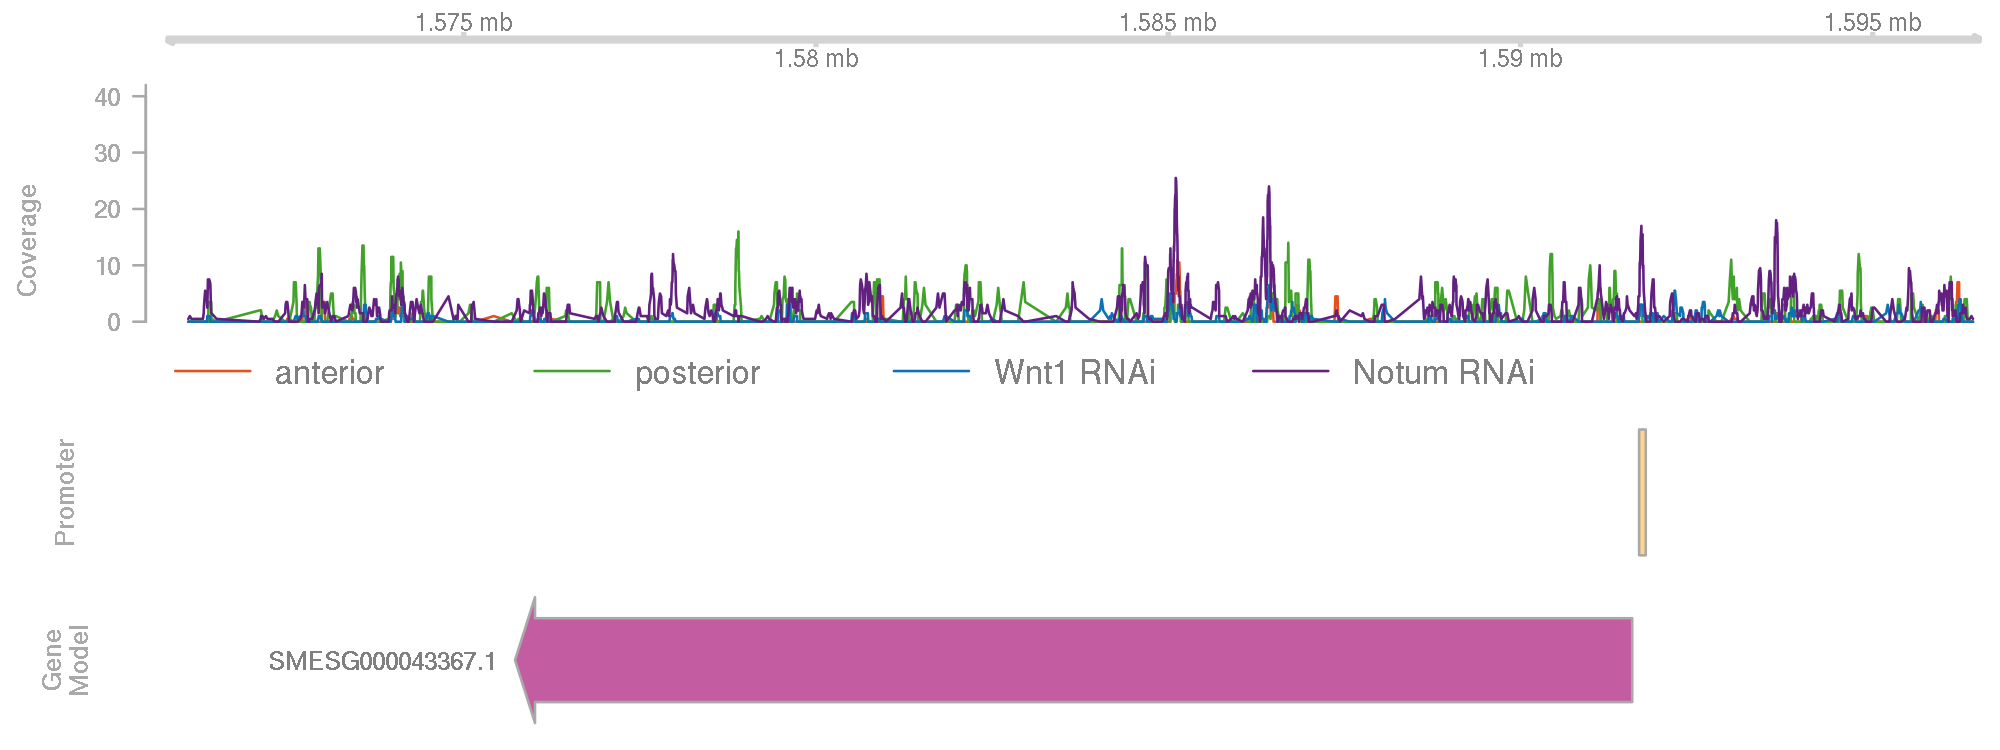 1.575 mb
1.585 mb
1.595 mb
1.58 mb
1.59 mb
Coverage
40
30
20
10
0
anterior
posterior
Wnt1 RNAi
Notum RNAi
Promoter
Gene
Model
SMESG000043367.1